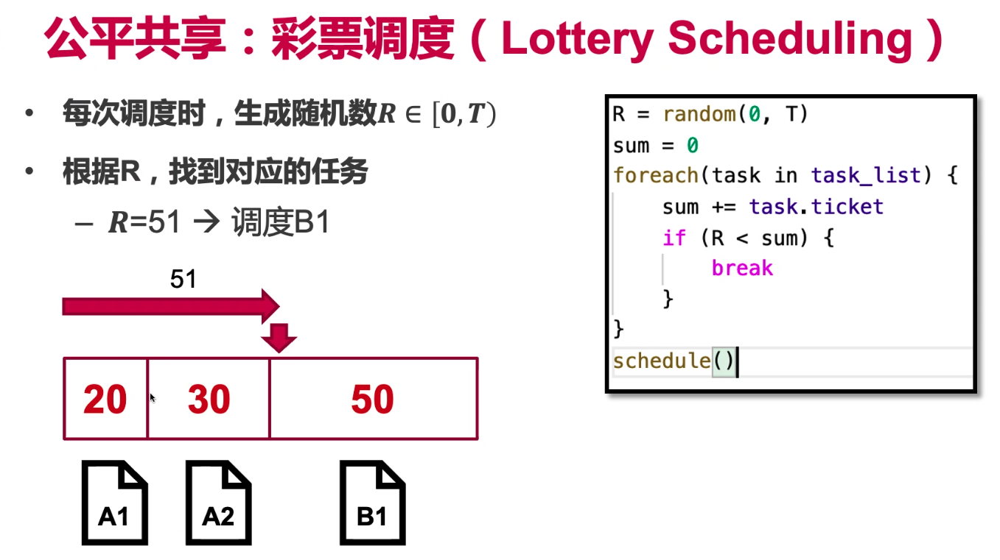 公平共享：彩票调度（Lottery Scheduling）
• 每次调度时，生成随机数R ∈ [0, T)
• 根据R，找到对应的任务
– R=51 → 调度B1
51
20 30 50
A1 A2 B1
R = random(0, T)
sum = 0
foreach(task in task_list) {
sum += task.ticket
if (R < sum) {
break
}
}
schedule()